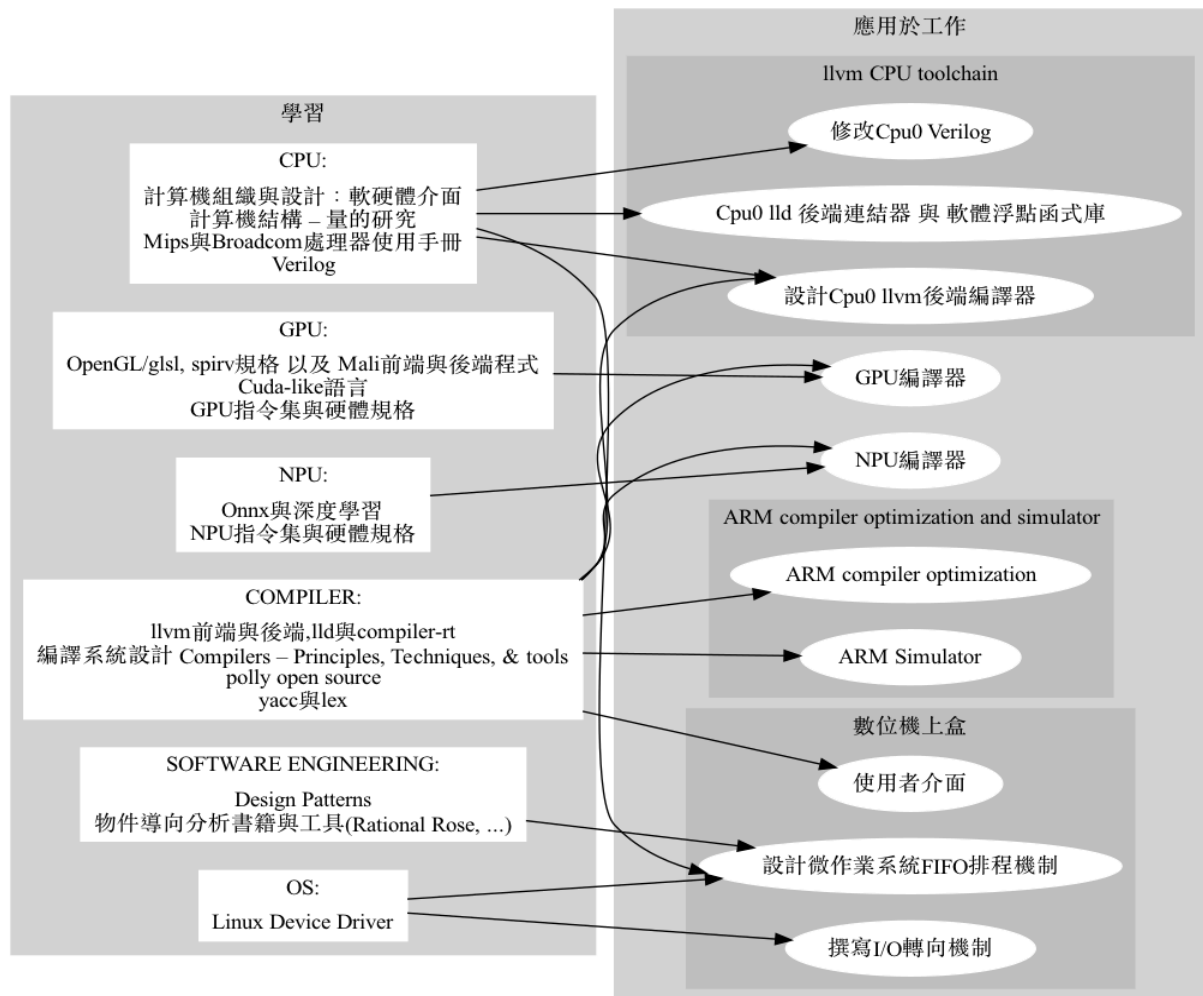 學習
CPU:
計算機組織與設計：軟硬體介面
計算機結構 – 量的研究
Mips與Broadcom處理器使用手冊
Verilog
GPU:
OpenGL/glsl, spirv規格 以及 Mali前端與後端程式
Cuda-like語言
GPU指令集與硬體規格
NPU:
Onnx與深度學習
NPU指令集與硬體規格
COMPILER:
llvm前端與後端,lld與compiler-rt
編譯系統設計 Compilers – Principles, Techniques, & tools
polly open source
yacc與lex
SOFTWARE ENGINEERING:
Design Patterns
物件導向分析書籍與工具(Rational Rose, ...)
OS:
Linux Device Driver
應用於工作
llvm CPU toolchain
修改Cpu0 Verilog
Cpu0 lld 後端連結器 與 軟體浮點函式庫
設計Cpu0 llvm後端編譯器
GPU編譯器
NPU編譯器
ARM compiler optimization and simulator
ARM compiler optimization
ARM Simulator
數位機上盒
使用者介面
設計微作業系統FIFO排程機制
撰寫I/O轉向機制